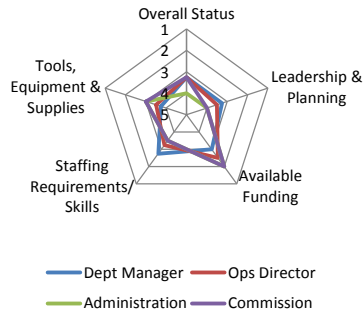 Overall Status
1
2
3
4
5
Leadership &
Planning
Available
Funding
Staffing
Requirements/
Skills
Tools,
Equipment &
Supplies
Dept Manager
Ops Director
Administration
Commission